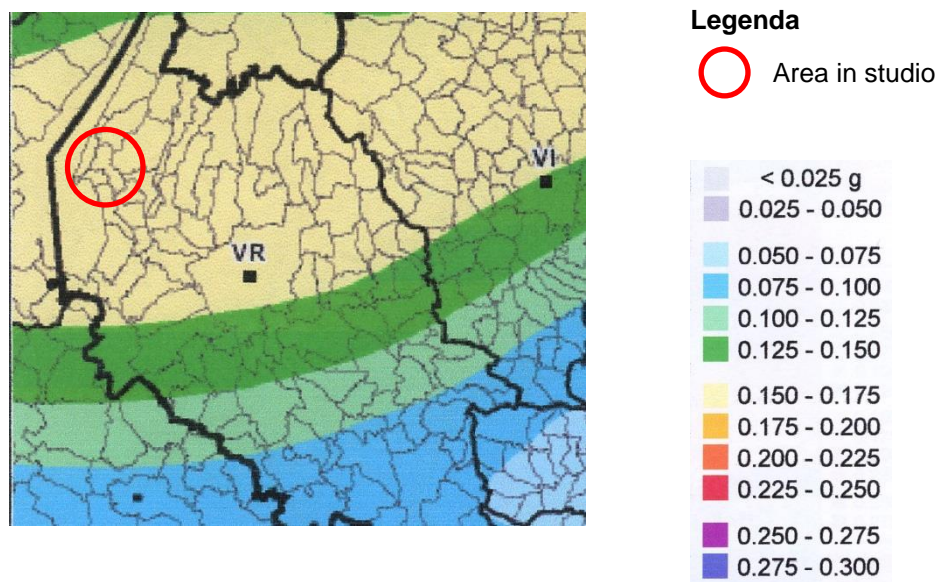 VI
VR
Legenda
Area in studio
< 0.025 g
0.025 - 0.050
0.050 - 0.075
0.075 - 0.100
0.100 - 0.125
0.125 - 0.150
0.150 - 0.175
0.175 - 0.200
0.200 - 0.225
0.225 - 0.250
0.250 - 0.275
0.275 - 0.300